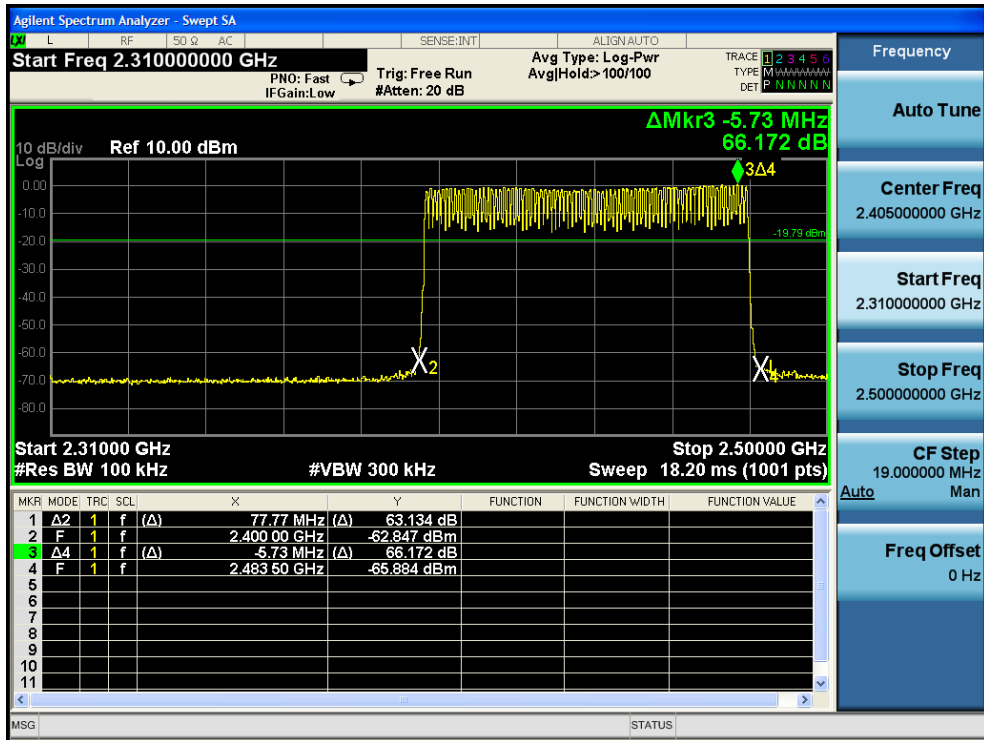 Agilent Spectrum Analyzer - Swept SA
LXI L RF 50 Ω AC SENSE:INT ALIGN AUTO
Start Freq 2.310000000 GHz
PNO: Fast
IFGain:Low
Trig: Free Run
#Atten: 20 dB
Avg Type: Log-Pwr
Avg|Hold:> 100/100
TRACE 1 2 3 4 5 6
TYPE M WWWWW
DET P N N N N N
ΔMkr3 -5.73 MHz
66.172 dB
10 dB/div Ref 10.00 dBm
Log
3Δ4
0.00
-10.0
-20.0
-19.79 dBm
-30.0
-40.0
-50.0
-60.0
2
-70.0
4
-80.0
Start 2.31000 GHz Stop 2.50000 GHz
#Res BW 100 kHz #VBW 300 kHz Sweep 18.20 ms (1001 pts)
MKR MODE TRC SCL X Y FUNCTION FUNCTION WIDTH FUNCTION VALUE
1 Δ2 1 f (Δ) 77.77 MHz (Δ) 63.134 dB
2 F 1 f 2.400 00 GHz -62.847 dBm
3 Δ4 1 f (Δ) -5.73 MHz (Δ) 66.172 dB
4 F 1 f 2.483 50 GHz -65.884 dBm
5
6
7
8
9
10
11
MSG STATUS
Frequency
Auto Tune
Center Freq
2.405000000 GHz
Start Freq
2.310000000 GHz
Stop Freq
2.500000000 GHz
CF Step
19.000000 MHz
Auto Man
Freq Offset
0 Hz